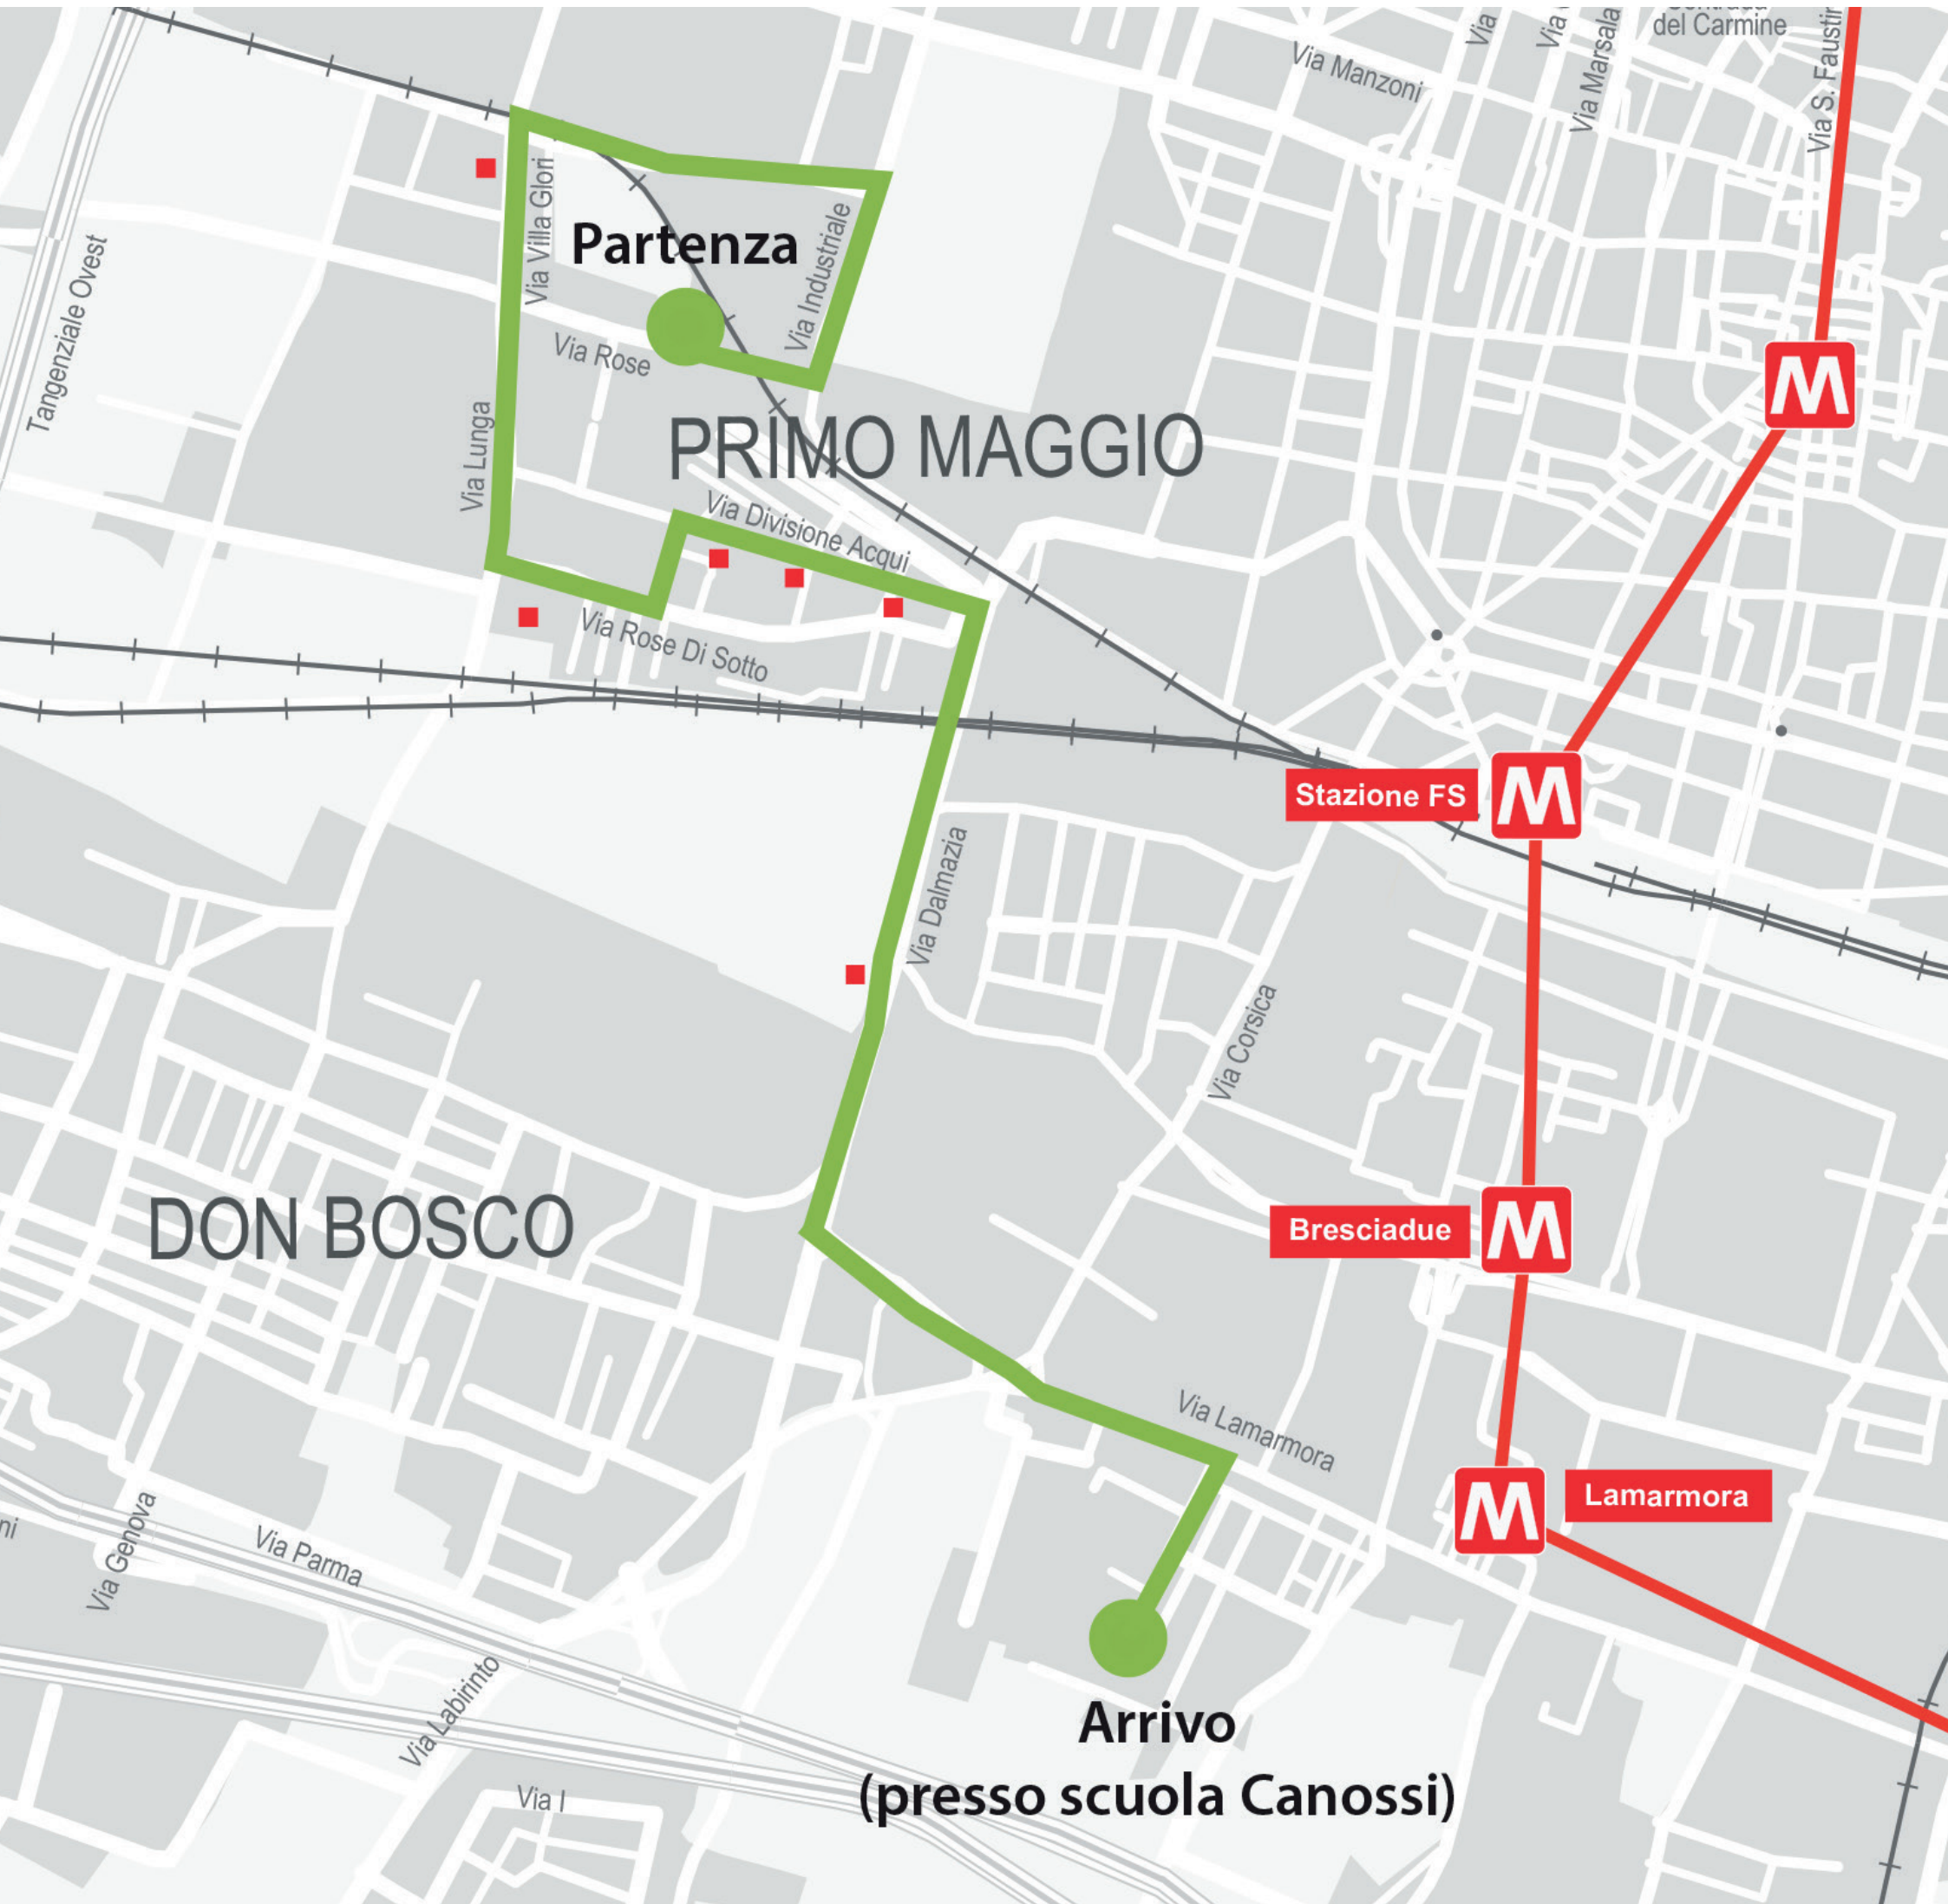 del Carmine
Via
Via
Via Marsala
Via S. Faustin
Via Manzoni
Via Villa Glori
Partenza
Via Industriale
Tangenziale Ovest
Via Rose
M
Via Lunga
PRIMO MAGGIO
Via Divisione Acqui
Via Rose Di Sotto
Stazione FS
M
Via Dalmazia
Via Corsica
DON BOSCO
Bresciadue
M
Via Lamarmora
M
Lamarmora
ni
Via Genova
Via Parma
Via Labirinto
Arrivo
(presso scuola Canossi)
Via I